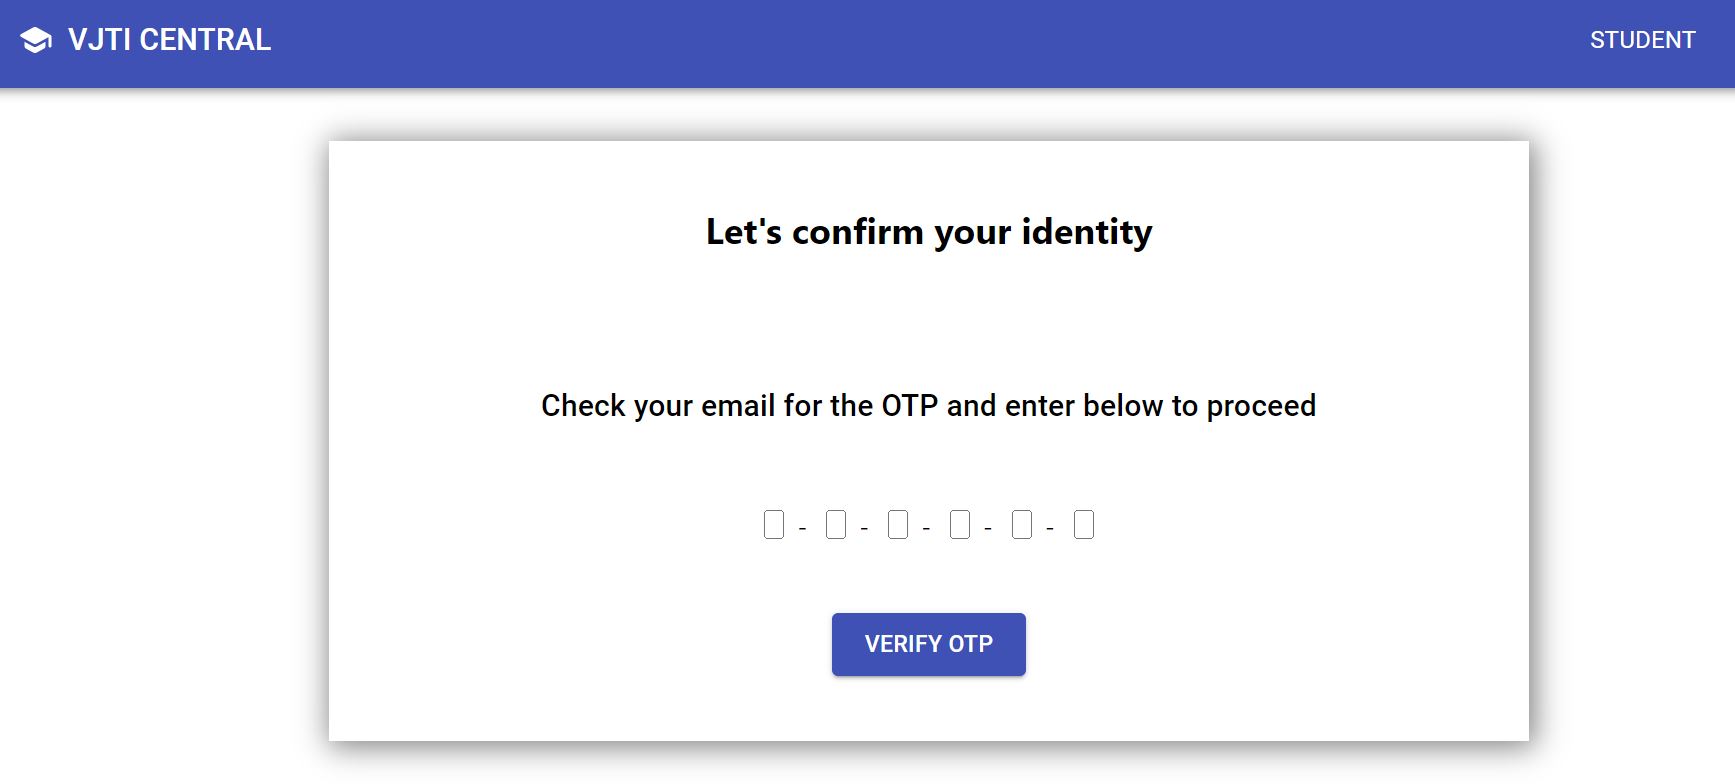 VJTI CENTRAL
STUDENT
Let's confirm your identity
Check your email for the OTP and enter below to proceed
- - - - -
VERIFY OTP